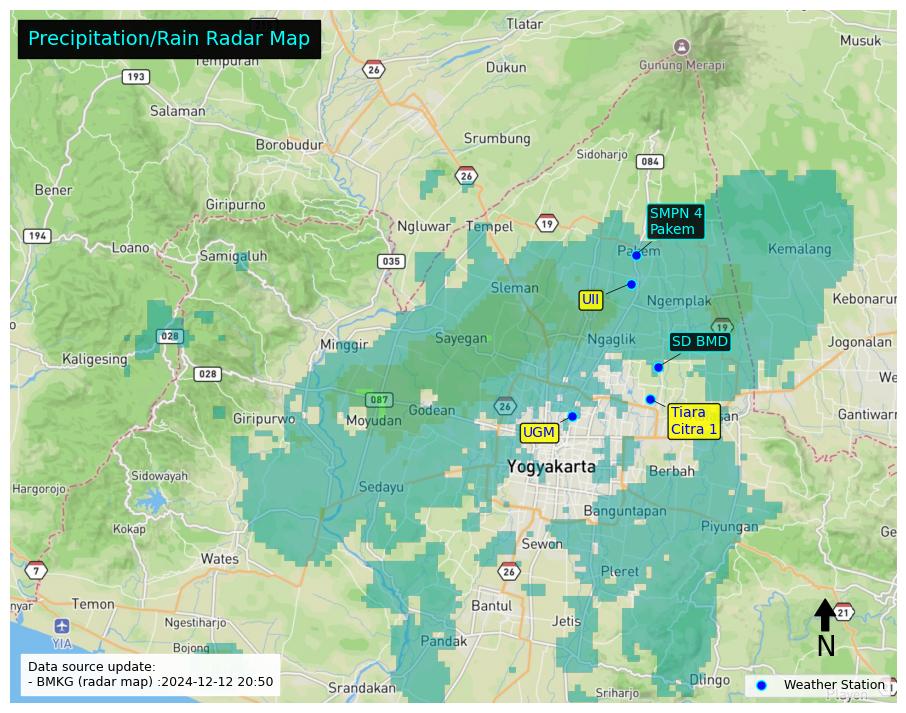 Precipitation/Rain Radar Map
Tlatar
Musuk
Gunung Merapi
26
193
Dukun
Salaman
Srumbung
Borobudur
Sidoharjo
084
26
Bener
Giripurno
SMPN 4
Pakem
194
Ngluwar
Tempel
19
Loano
Samigaluh
035
Kemalang
Sleman
UII
Ngemplak
Kebonarum
028
Sayegan
Ngaglik
19
Minggir
SD BMD
Jogonalan
Kaligesing
028
087
Godean
26
Giripurwo
Moyudan
UGM
Tiara
Citra 1
Yogyakarta
Berbah
Sidowayah
Hargorojo
Sedayu
Banguntapan
Kokap
Piyungan
Wates
Sewon
7
26
Pleret
Temon
Bantul
Ngestiharjo
Jetis
21
YIA
Bojong
Pandak
N
Data source update:
- BMKG (radar map) :2024-12-12 20:50
Srandakan
Dlingo
Sriharjo
Weather Station